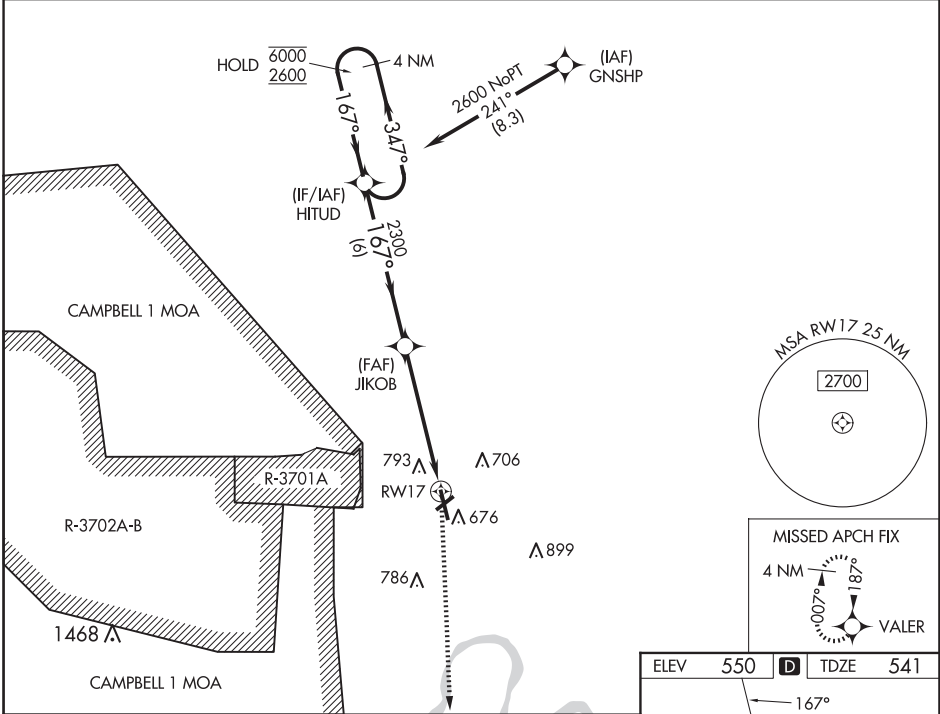 HOLD
6000
2600
4 NM
(IAF)
GNSHP
2600 NoPT
241°
(8.3)
167°
347°
(IF/IAF)
HITUD
2300
167°
(6)
CAMPBELL 1 MOA
(FAF)
JIKOB
MSA RW17 25 NM
2700
793
706
R-3701A
RW17
676
R-3702A-B
899
786
1468
CAMPBELL 1 MOA
MISSED APCH FIX
4 NM
187°
007°
VALER
ELEV 550 D TDZE 541
167°